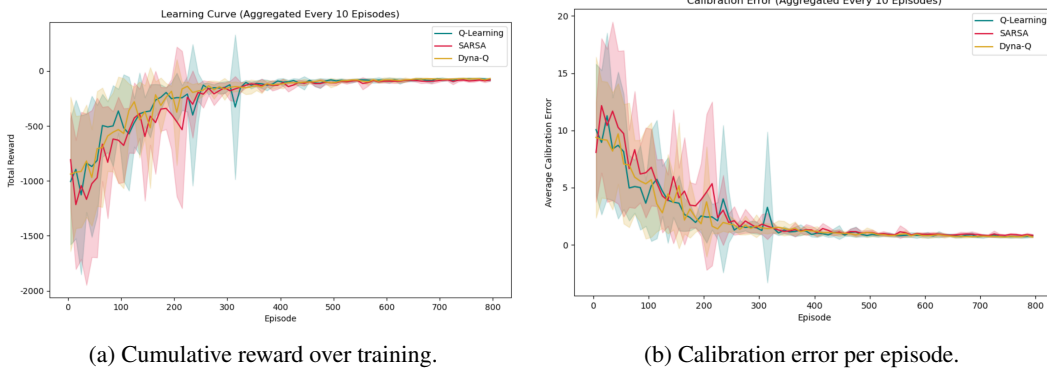 Learning Curve (Aggregated Every 10 Episodes)
Total Reward
0
-500
-1000
-1500
-2000
0 100 200 300 400 500 600 700 800
Episode
Q-Learning
SARSA
Dyna-Q
(a) Cumulative reward over training.
Calibration Error (Aggregated Every 10 Episodes)
Average Calibration Error
20
15
10
5
0
0 100 200 300 400 500 600 700 800
Episode
Q-Learning
SARSA
Dyna-Q
(b) Calibration error per episode.